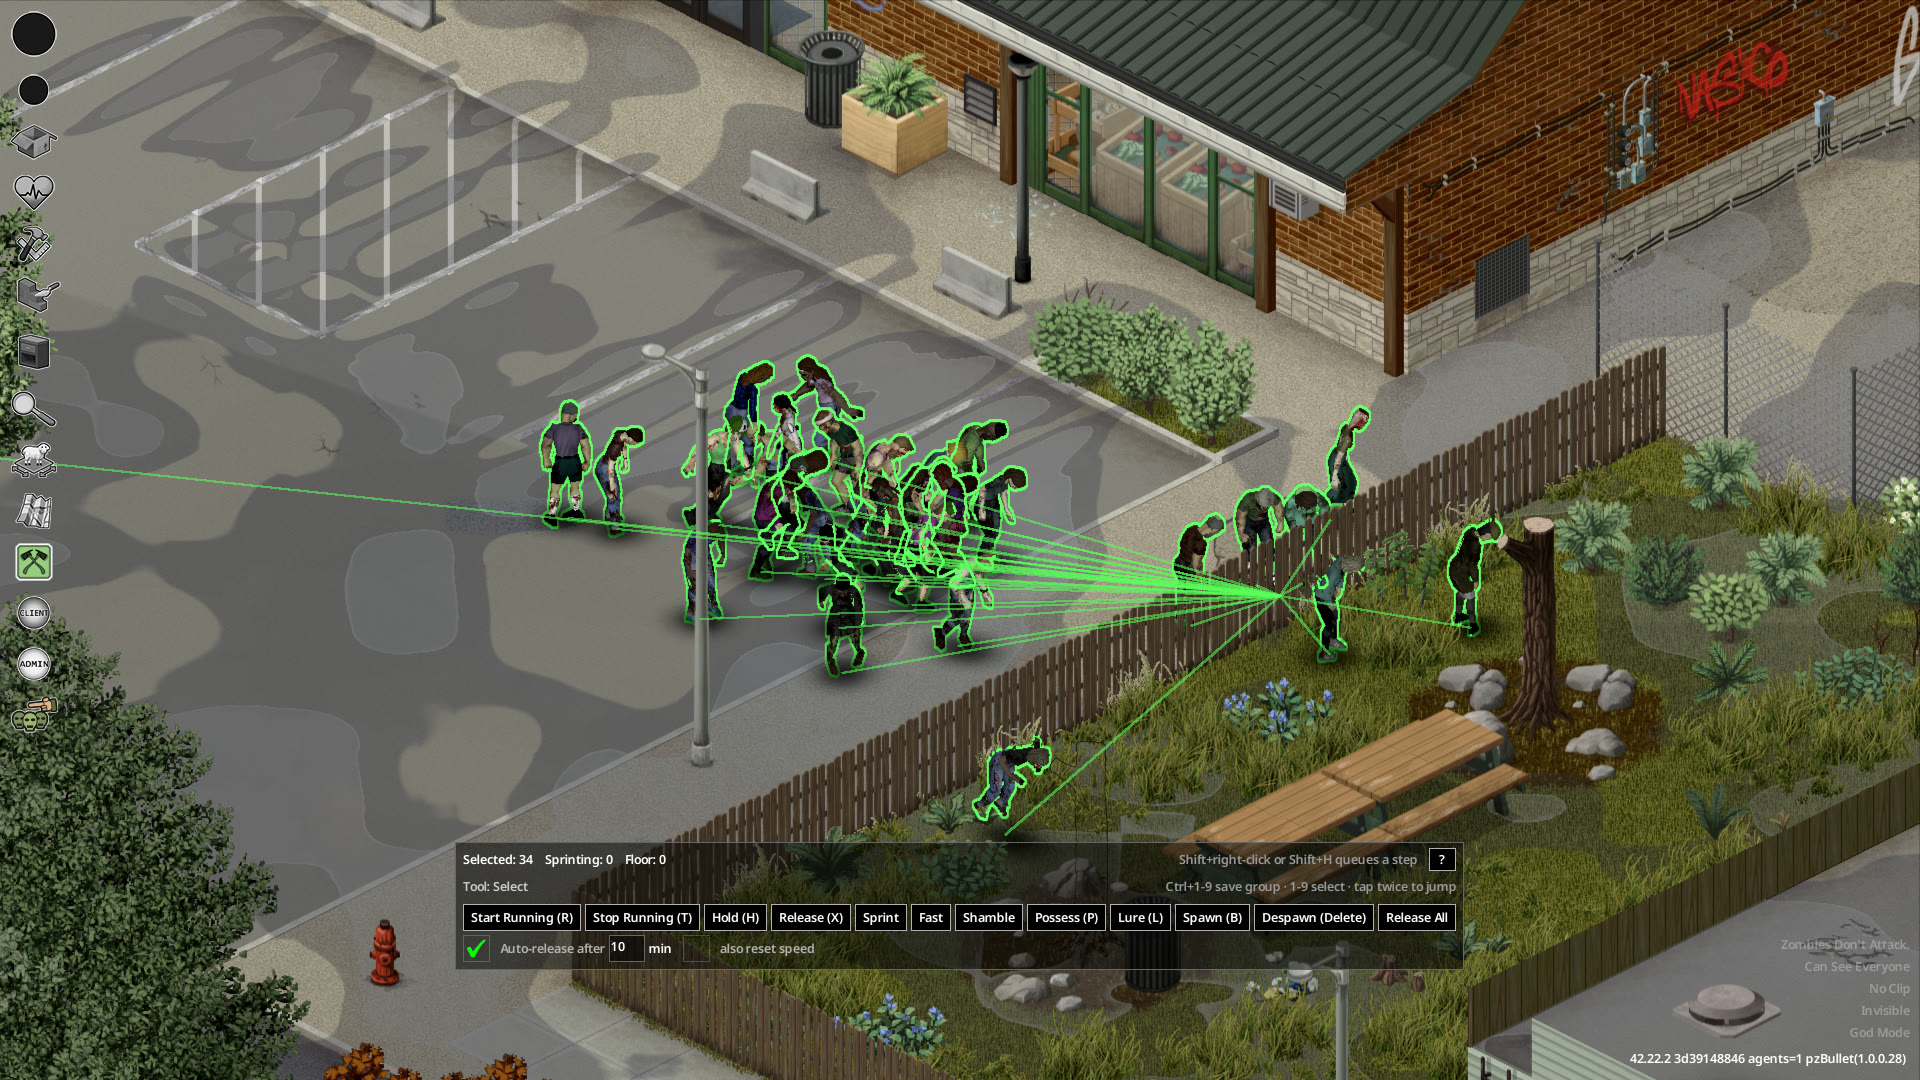 VASCO
CLIENT
ADMIN
Selected: 34 Sprinting: 0 Floor: 0
Shift+right-click or Shift+H queues a step ?
Tool: Select
Ctrl+1-9 save group · 1-9 select · tap twice to jump
Start Running (R) Stop Running (T) Hold (H) Release (X) Sprint Fast Shamble Possess (P) Lure (L) Spawn (B) Despawn (Delete) Release All
Auto-release after 10 min also reset speed
Zombies Don't Attack.
Can See Everyone
No Clip
Invisible
God Mode
42.22.2 3d39148846 agents=1 pzBullet(1.0.0.28)